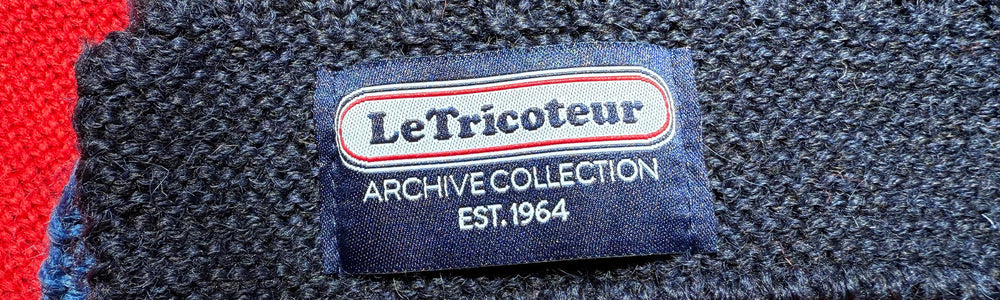 LeTricoteur
ARCHIVE COLLECTION
EST. 1964